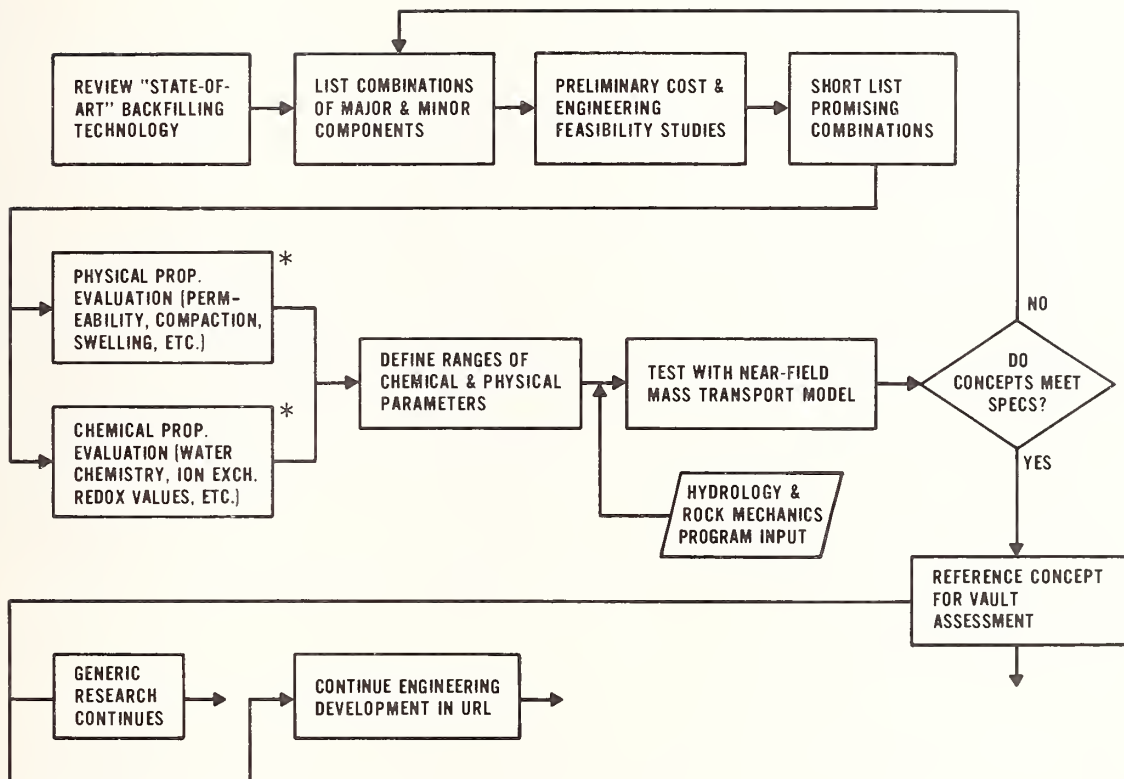 REVIEW "STATE-OF-
ART" BACKFILLING
TECHNOLOGY
LIST COMBINATIONS
OF MAJOR & MINOR
COMPONENTS
PRELIMINARY COST &
ENGINEERING
FEASIBILITY STUDIES
SHORT LIST
PROMISING
COMBINATIONS
PHYSICAL PROP.
EVALUATION (PERM-
EABILITY, COMPACTION,
SWELLING, ETC.)
*
CHEMICAL PROP.
EVALUATION (WATER
CHEMISTRY, ION EXCH.
REDOX VALUES, ETC.)
*
DEFINE RANGES OF
CHEMICAL & PHYSICAL
PARAMETERS
TEST WITH NEAR-FIELD
MASS TRANSPORT MODEL
HYDROLOGY &
ROCK MECHANICS
PROGRAM INPUT
NO
DO
CONCEPTS MEET
SPECS?
YES
REFERENCE CONCEPT
FOR VAULT
ASSESSMENT
GENERIC
RESEARCH
CONTINUES
CONTINUE ENGINEERING
DEVELOPMENT IN URL